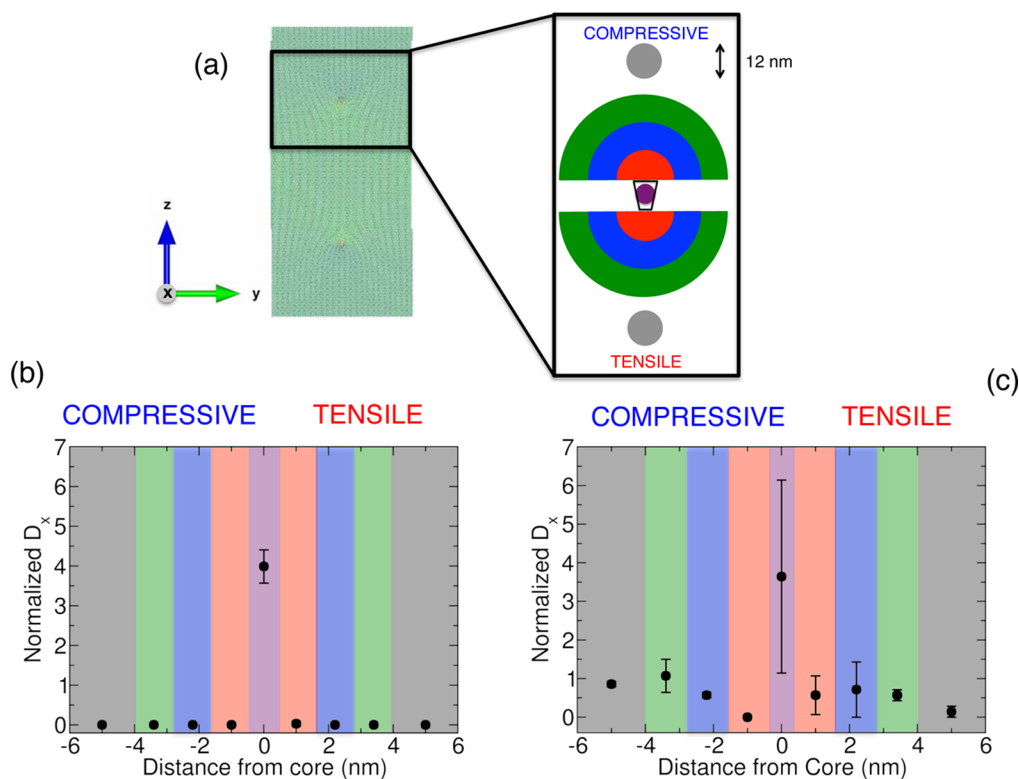 (a)
COMPRESSIVE
12 nm
z
x
y
TENSILE
(b)
(c)
COMPRESSIVE TENSILE
7
6
5
4
3
2
1
0
Normalized Dx
-6 -4 -2 0 2 4 6
Distance from core (nm)
COMPRESSIVE TENSILE
7
6
5
4
3
2
1
0
Normalized Dx
-6 -4 -2 0 2 4 6
Distance from Core (nm)